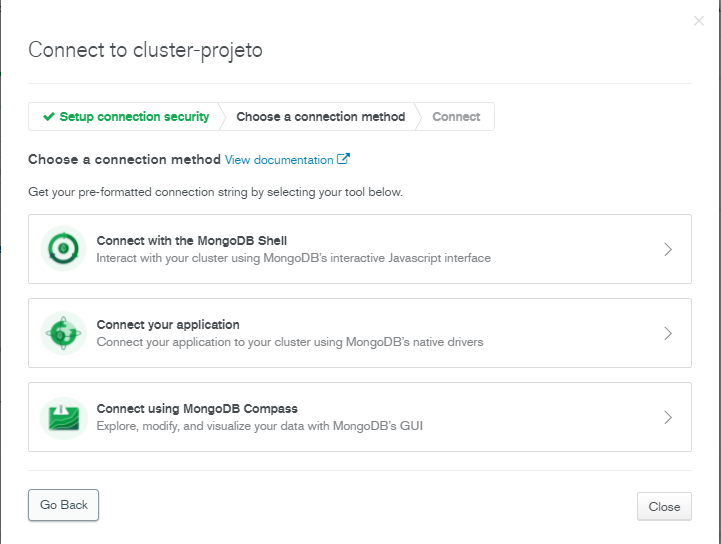 Connect to cluster-projeto
Setup connection security
Choose a connection method
Connect
Choose a connection method View documentation
Get your pre-formatted connection string by selecting your tool below.
Connect with the MongoDB Shell
Interact with your cluster using MongoDB's interactive Javascript interface
Connect your application
Connect your application to your cluster using MongoDB's native drivers
Connect using MongoDB Compass
Explore, modify, and visualize your data with MongoDB's GUI
Go Back
Close